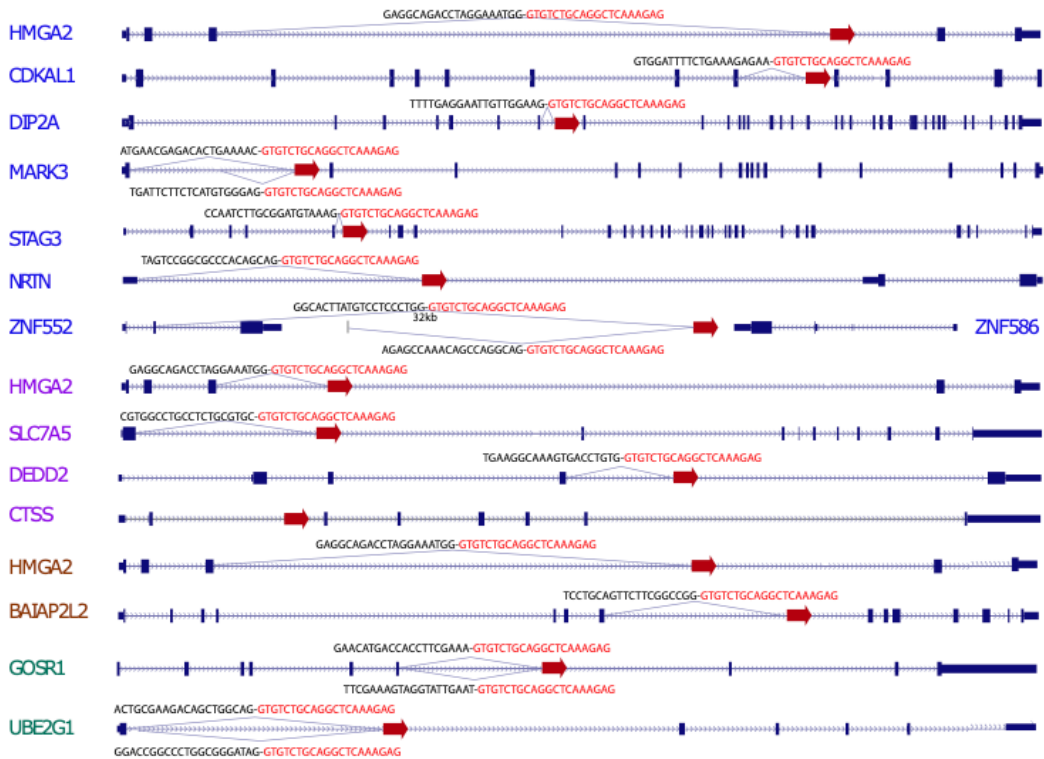 GAGGCAGACCTAGGAAATGG-GTGTCTGCAGGCTCAAAGAG
HMGA2
GTGGATTTTCTGAAAGAGAA-GTGTCTGCAGGCTCAAAGAG
CDKAL1
TTTTGAGGAATTGTTGGAAG-GTGTCTGCAGGCTCAAAGAG
DIP2A
ATGAACGAGACACTGAAAAC-GTGTCTGCAGGCTCAAAGAG
MARK3
TGATTCTTCTCATGTGGGAG-GTGTCTGCAGGCTCAAAGAG
CCAATCTTGCGGATGTAAAG-GTGTCTGCAGGCTCAAAGAG
STAG3
TAGTCCGGCGCCCACAGCAG-GTGTCTGCAGGCTCAAAGAG
NRTN
GGCACTTATGTCCTCCCTGG-GTGTCTGCAGGCTCAAAGAG
32kb
ZNF552 ZNF586
AGAGCCAAACAGCCAGGCAG-GTGTCTGCAGGCTCAAAGAG
GAGGCAGACCTAGGAAATGG-GTGTCTGCAGGCTCAAAGAG
HMGA2
CGTGGCCTGCCTCTGCGTGC-GTGTCTGCAGGCTCAAAGAG
SLC7A5
TGAAGGCAAAGTGACCTGTG-GTGTCTGCAGGCTCAAAGAG
DEDD2
CTSS
GAGGCAGACCTAGGAAATGG-GTGTCTGCAGGCTCAAAGAG
HMGA2
TCCTGCAGTTCTTCGGCCGG-GTGTCTGCAGGCTCAAAGAG
BAIAP2L2
GAACATGACCACCTTCGAAA-GTGTCTGCAGGCTCAAAGAG
GOSR1
TTCGAAAGTAGGTATTGAAT-GTGTCTGCAGGCTCAAAGAG
ACTGCGAAGACAGCTGGCAG-GTGTCTGCAGGCTCAAAGAG
UBE2G1
GGACCGGCCCTGGCGGGATAG-GTGTCTGCAGGCTCAAAGAG